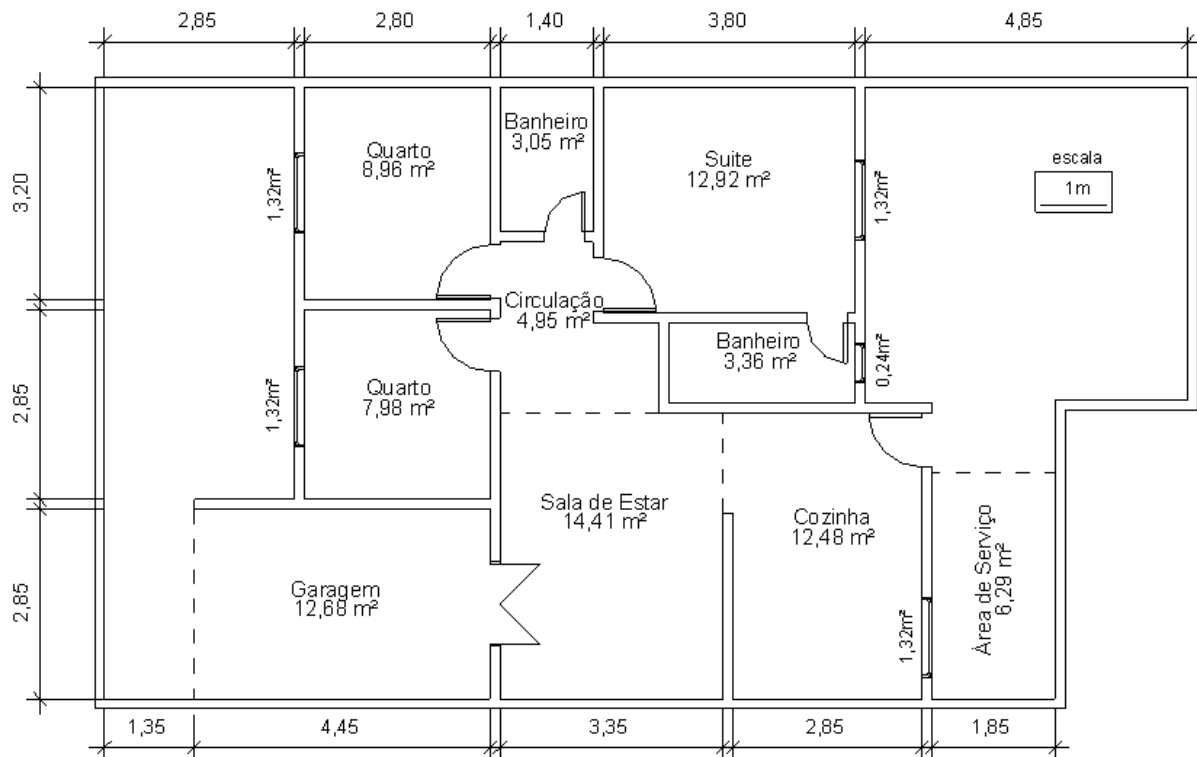 2,85
2,80
1,40
3,80
4,85
Banheiro
3,05 m²
Quarto
8,96 m²
Suite
12,92 m²
escala
1m
1,32m²
1,32m²
3,20
Circulação
4,95 m²
Banheiro
3,36 m²
0,24m²
Quarto
7,98 m²
1,32m²
2,85
Sala de Estar
14,41 m²
Cozinha
12,48 m²
Área de Serviço
6,29 m²
Garagem
12,68 m²
1,32m²
2,85
1,35
4,45
3,35
2,85
1,85